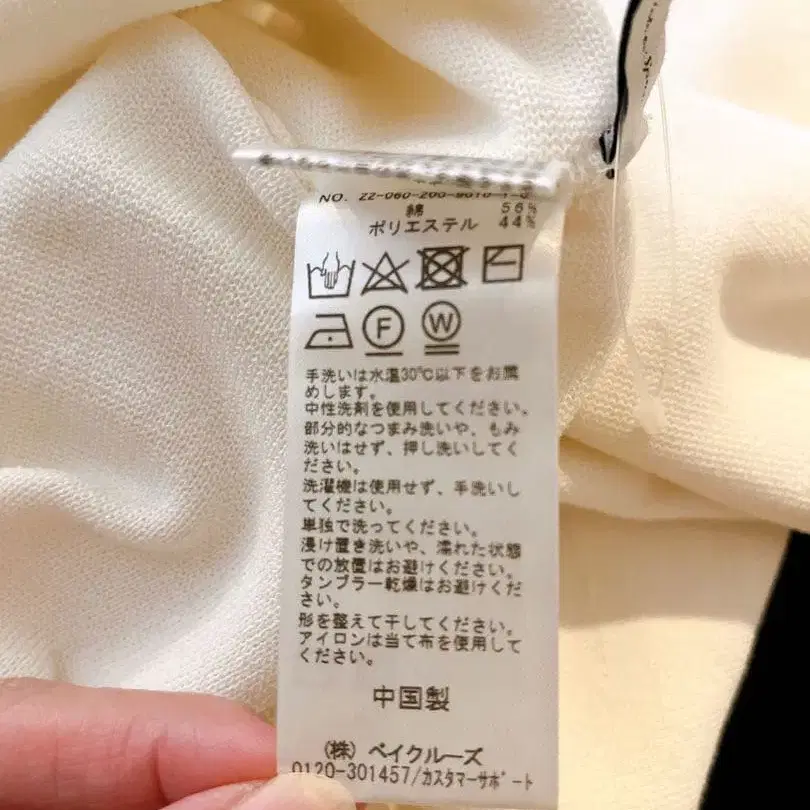 NO. 22-060-200-9010-1-0
綿 56%
ポリエステル 44%
F W
手洗いは水温30℃以下をお薦
めします。
中性洗剤を使用してください。
部分的なつまみ洗いや、もみ
洗いはせず、押し洗いしてく
ださい。
洗濯機は使用せず、手洗いし
てください。
単独で洗ってください。
浸け置き洗いや、濡れた状態
での放置はお避けください。
タンブラー乾燥はお避けくだ
さい。
形を整えて干してください。
アイロンは当て布を使用して
ください。
中国製
(株) ベイクルーズ
0120-301457/カスタマーサポート